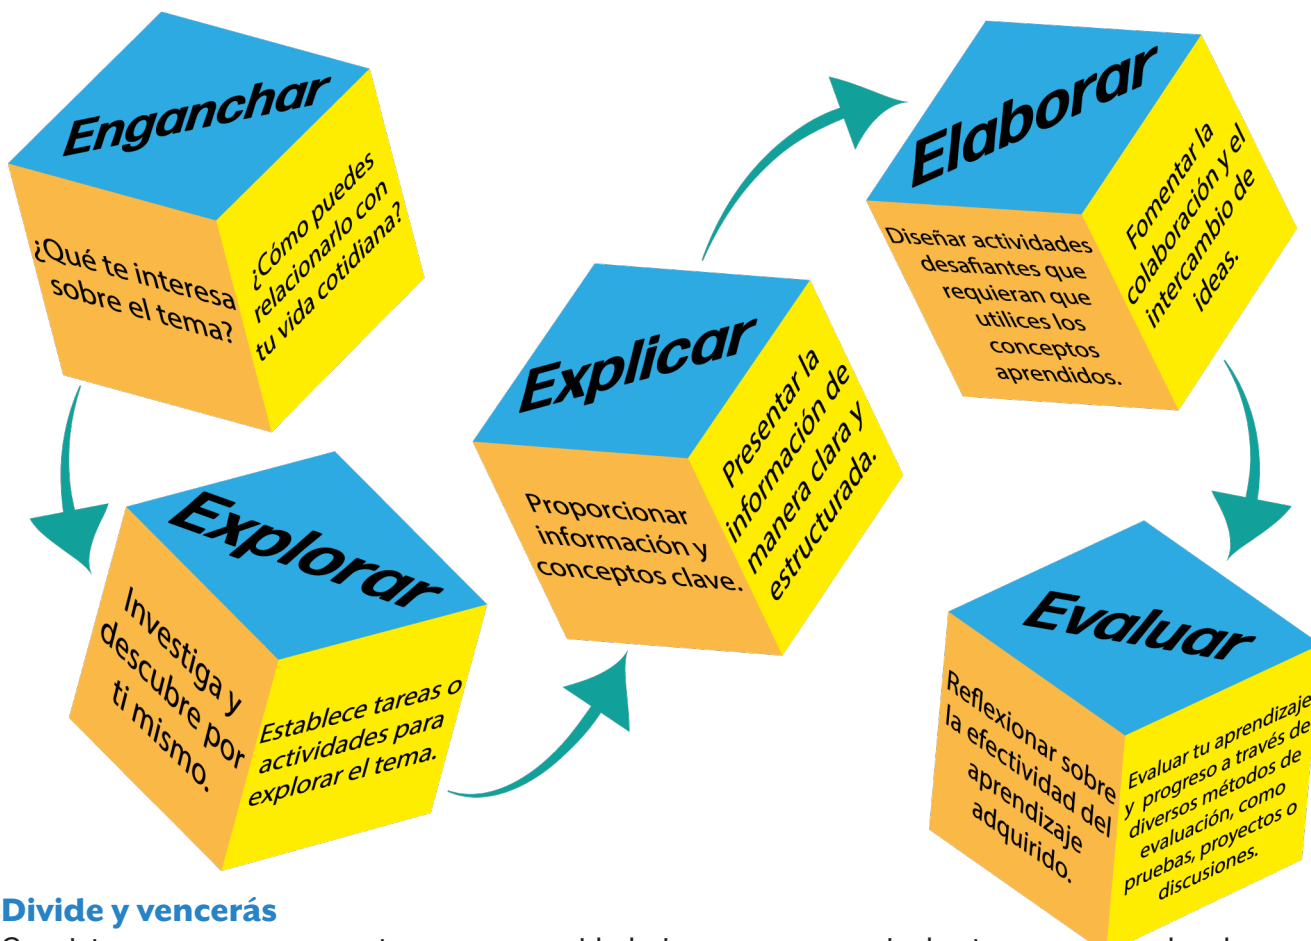 Enganchar
¿Qué te interesa
sobre el tema?
¿Cómo puedes
relacionarlo con
tu vida cotidiana?
Explorar
Investiga y
descubre por
ti mismo.
Establece tareas o
actividades para
explorar el tema.
Explicar
Proporcionar
información y
conceptos clave.
Presentar la
información de
manera clara y
estructurada.
Elaborar
Diseñar actividades
desafiantes que
requieran que
utilices los
conceptos
aprendidos.
Fomentar la
colaboración y el
intercambio de
ideas.
Evaluar
Reflexionar sobre
la efectividad del
aprendizaje
adquirido.
Evaluar tu aprendizaje
y progreso a través de
diversos métodos de
evaluación, como
pruebas, proyectos o
discusiones.
Divide y vencerás